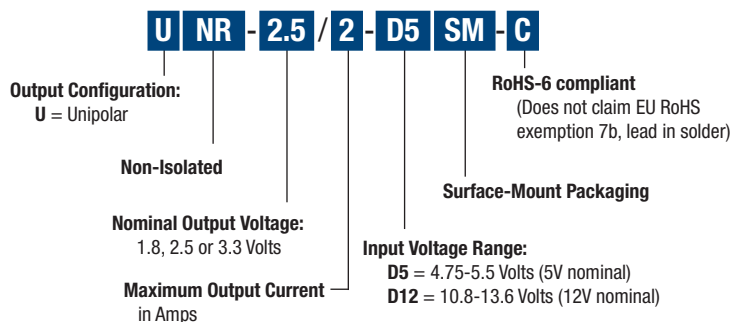 U NR - 2.5 / 2 - D5 SM - C
Output Configuration:
U = Unipolar
RoHS-6 compliant
(Does not claim EU RoHS
exemption 7b, lead in solder)
Non-Isolated
Surface-Mount Packaging
Nominal Output Voltage:
1.8, 2.5 or 3.3 Volts
Input Voltage Range:
D5 = 4.75-5.5 Volts (5V nominal)
D12 = 10.8-13.6 Volts (12V nominal)
Maximum Output Current
in Amps